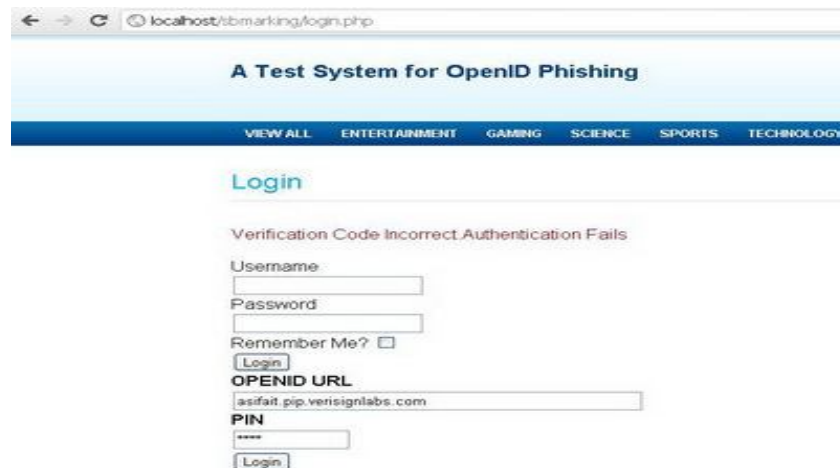 localhost/sbmarking/login.php
A Test System for OpenID Phishing
VIEW ALL ENTERTAINMENT GAMING SCIENCE SPORTS TECHNOLOGY
Login
Verification Code Incorrect.Authentication Fails
Username
Password
Remember Me?
Login
OPENID URL
asifait.pip.verisignlabs.com
PIN
****
Login